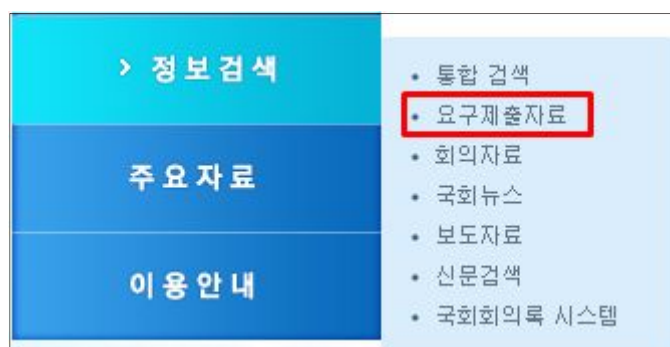 > 정보검색
주요자료
이용안내
• 통합 검색
• 요구제출자료
• 회의자료
• 국회뉴스
• 보도자료
• 신문검색
• 국회회의록 시스템